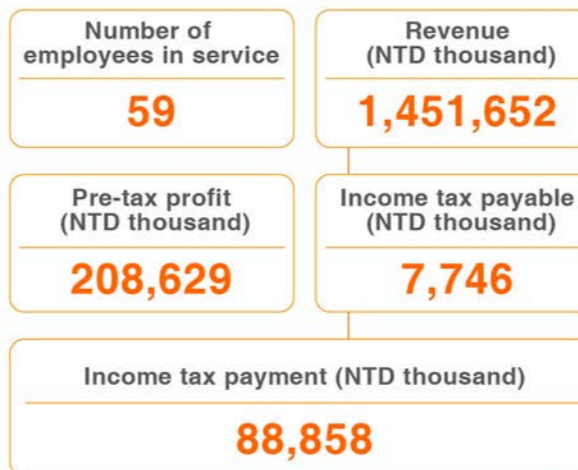 Number of
employees in service
59
Revenue
(NTD thousand)
1,451,652
Pre-tax profit
(NTD thousand)
208,629
Income tax payable
(NTD thousand)
7,746
Income tax payment (NTD thousand)
88,858